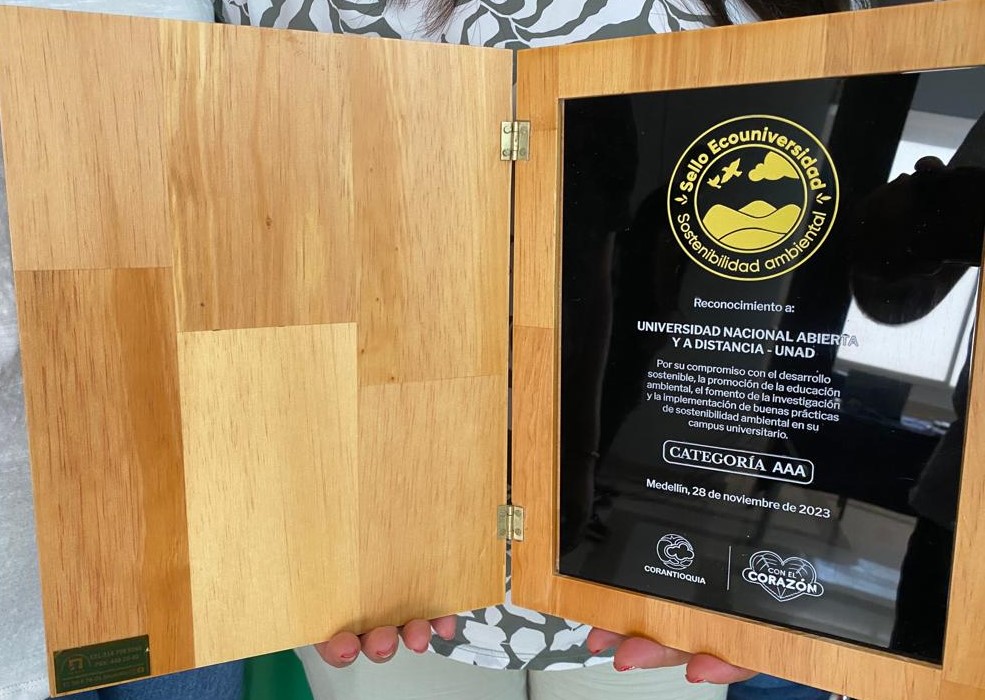 Sello Ecouniversidad
Sostenibilidad ambiental
Reconocimiento a:
UNIVERSIDAD NACIONAL ABIERTA
Y A DISTANCIA - UNAD
Por su compromiso con el desarrollo
sostenible, la promoción de la educación
ambiental, el fomento de la investigación
y la implementación de buenas prácticas
de sostenibilidad ambiental en su
campus universitario.
CATEGORÍA AAA
Medellín, 28 de noviembre de 2023
CORANTIOQUIA
CON EL
CORAZÓN